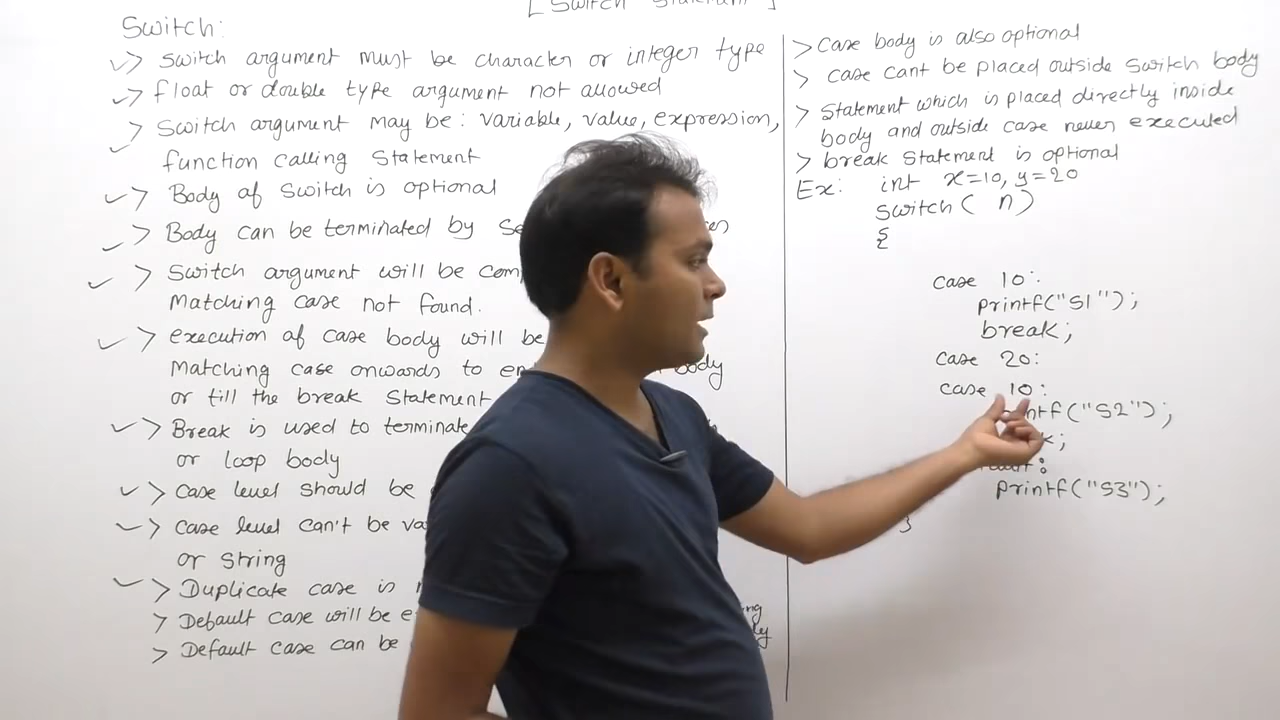 [ Switch Statement ]
Switch:
> Switch argument must be character or integer type
> float or double type argument not allowed
> Switch argument may be: variable, value, expression,
function calling Statement
> Body of Switch is optional
> Body can be terminated by
> Switch argument will be
Matching case not found.
> execution of case body will be
Matching case onwards to body
or till the break Statement
> Break is used to terminate
or loop body
> Case level should be
> Case level can't be
or string
> Duplicate case is
> Default case will be
> Default case can be
> Case body is also optional
> case cant be placed outside Switch body
> Statement which is placed directly inside
body and outside case never executed
> break Statement is optional
Ex: int x=10, y=20
Switch( n)
{
case 10:
printf("S1");
break;
case 20:
case 10:
("S2");
;
:
printf("S3");
}